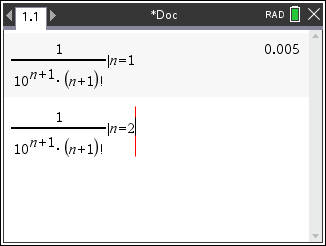 1.1 *Doc RAD
1
10^n+1 · (n+1)! |n=1 0.005
1
10^n+1 · (n+1)! |n=2